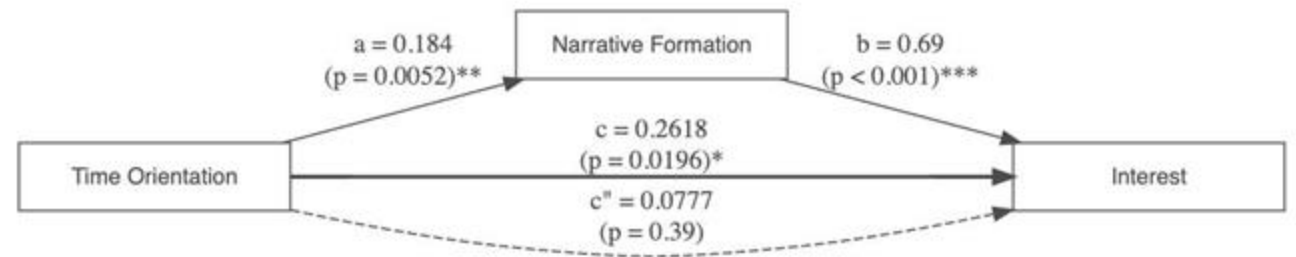 a = 0.184
(p = 0.0052)**
Narrative Formation
b = 0.69
(p < 0.001)***
Time Orientation
c = 0.2618
(p = 0.0196)*
c" = 0.0777
(p = 0.39)
Interest